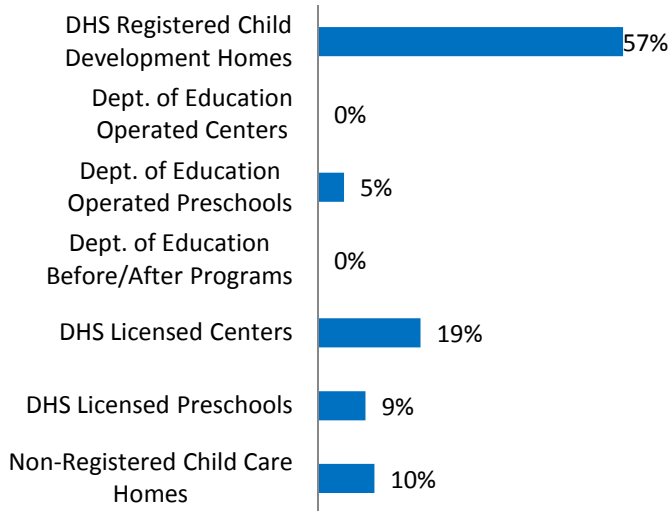 DHS Registered Child
Development Homes
57%
Dept. of Education
Operated Centers
0%
Dept. of Education
Operated Preschools
5%
Dept. of Education
Before/After Programs
0%
DHS Licensed Centers
19%
DHS Licensed Preschools
9%
Non-Registered Child Care
Homes
10%